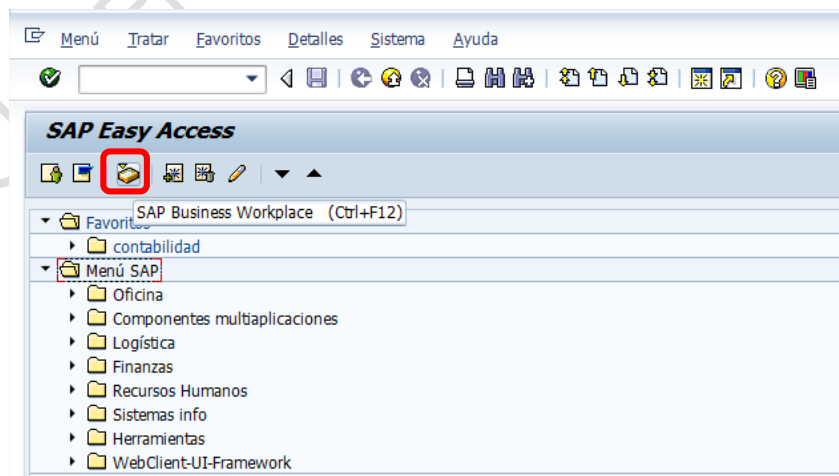 Menú Tratar Favoritos Detalles Sistema Ayuda
SAP Easy Access
SAP Business Workplace (Ctrl+F12)
Favoritos
contabilidad
Menú SAP
Oficina
Componentes multiaplicaciones
Logística
Finanzas
Recursos Humanos
Sistemas info
Herramientas
WebClient-UI-Framework